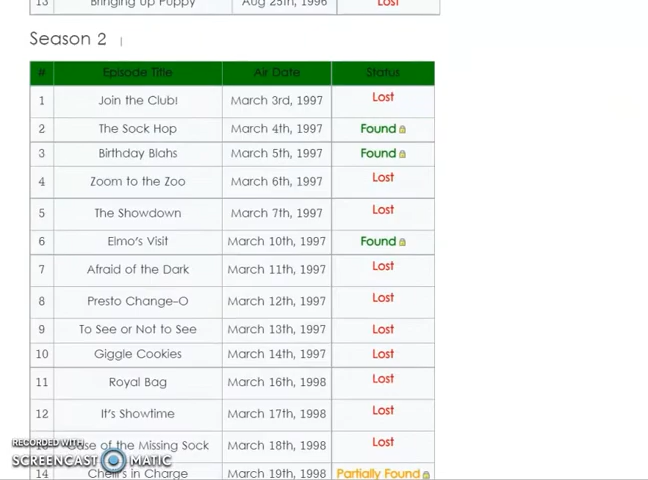 13 Bringing Up Puppy Aug 25th, 1996 Lost
Season 2
# Episode Title Air Date Status
1 Join the Club! March 3rd, 1997 Lost
2 The Sock Hop March 4th, 1997 Found
3 Birthday Blahs March 5th, 1997 Found
4 Zoom to the Zoo March 6th, 1997 Lost
5 The Showdown March 7th, 1997 Lost
6 Elmo's Visit March 10th, 1997 Found
7 Afraid of the Dark March 11th, 1997 Lost
8 Presto Change-O March 12th, 1997 Lost
9 To See or Not to See March 13th, 1997 Lost
10 Giggle Cookies March 14th, 1997 Lost
11 Royal Bag March 16th, 1998 Lost
12 It's Showtime March 17th, 1998 Lost
of the Missing Sock March 18th, 1998 Lost
14 in Charge March 19th, 1998 Partially Found
RECORDED WITH
SCREENCAST MATIC